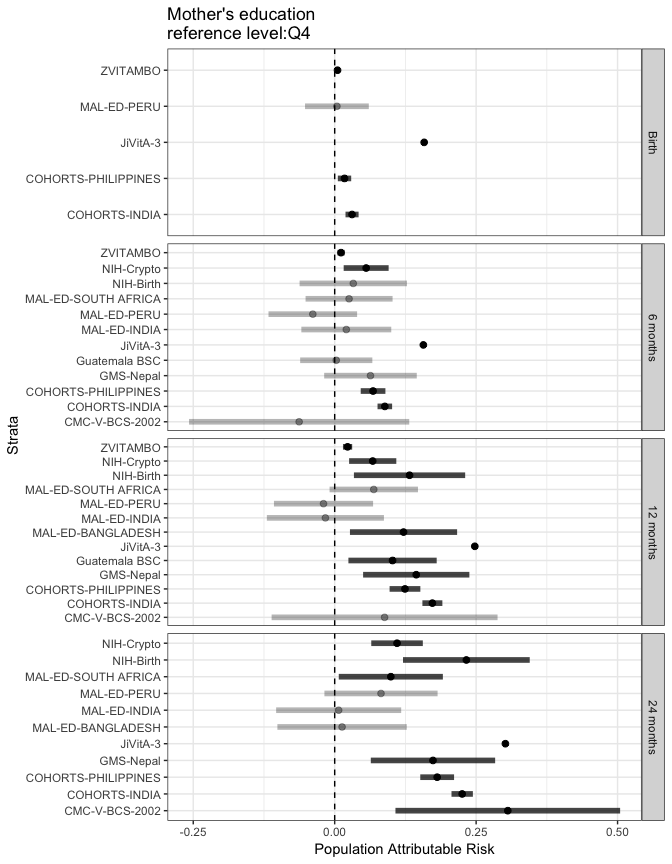 Mother's education
reference level:Q4
Strata
ZVITAMBO
MAL-ED-PERU
JiVitA-3
COHORTS-PHILIPPINES
COHORTS-INDIA
Birth
ZVITAMBO
NIH-Crypto
NIH-Birth
MAL-ED-SOUTH AFRICA
MAL-ED-PERU
MAL-ED-INDIA
JiVitA-3
Guatemala BSC
GMS-Nepal
COHORTS-PHILIPPINES
COHORTS-INDIA
CMC-V-BCS-2002
6 months
ZVITAMBO
NIH-Crypto
NIH-Birth
MAL-ED-SOUTH AFRICA
MAL-ED-PERU
MAL-ED-INDIA
MAL-ED-BANGLADESH
JiVitA-3
Guatemala BSC
GMS-Nepal
COHORTS-PHILIPPINES
COHORTS-INDIA
CMC-V-BCS-2002
12 months
NIH-Crypto
NIH-Birth
MAL-ED-SOUTH AFRICA
MAL-ED-PERU
MAL-ED-INDIA
MAL-ED-BANGLADESH
JiVitA-3
GMS-Nepal
COHORTS-PHILIPPINES
COHORTS-INDIA
CMC-V-BCS-2002
24 months
-0.25 0.00 0.25 0.50
Population Attributable Risk